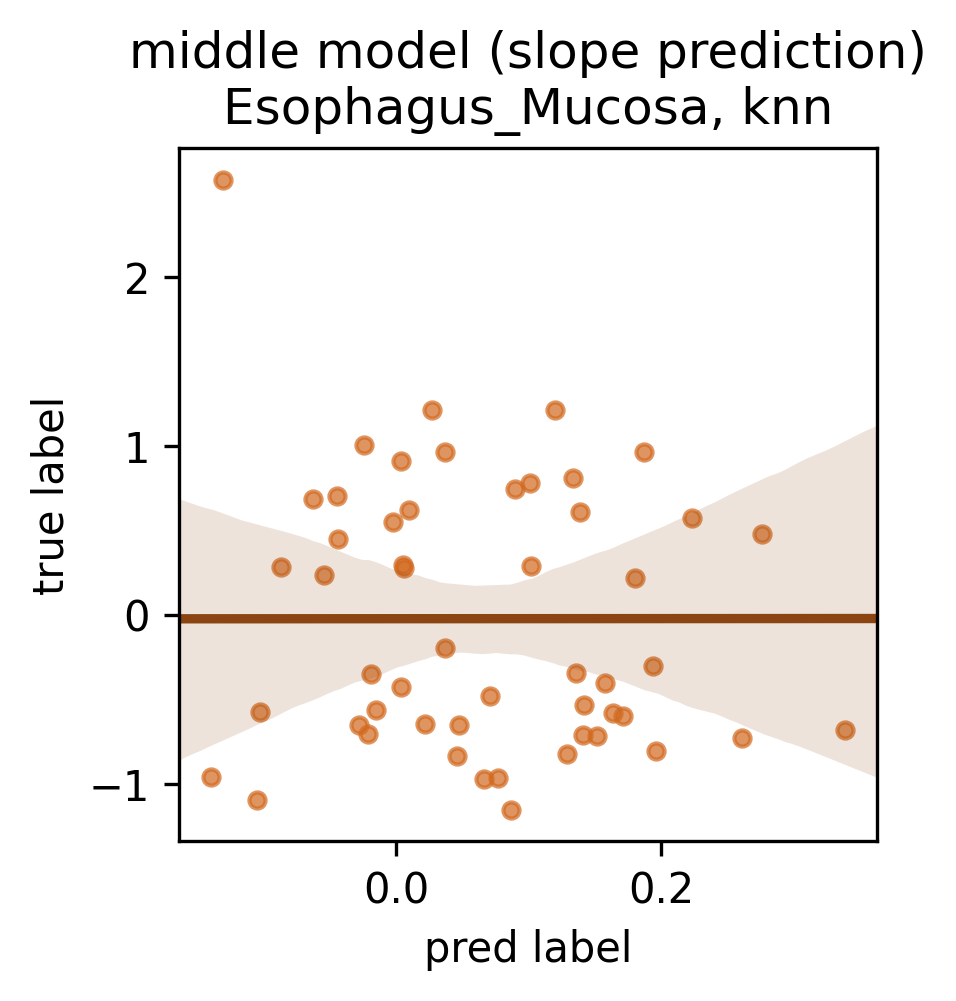 middle model (slope prediction)
Esophagus_Mucosa, knn
2
1
0
−1
true label
0.0 0.2
pred label